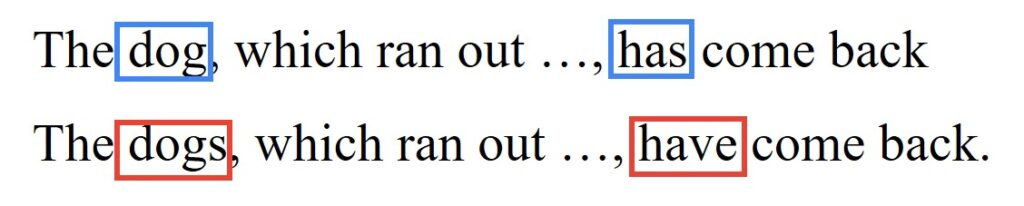 The dog, which ran out …, has come back
The dogs, which ran out …, have come back.